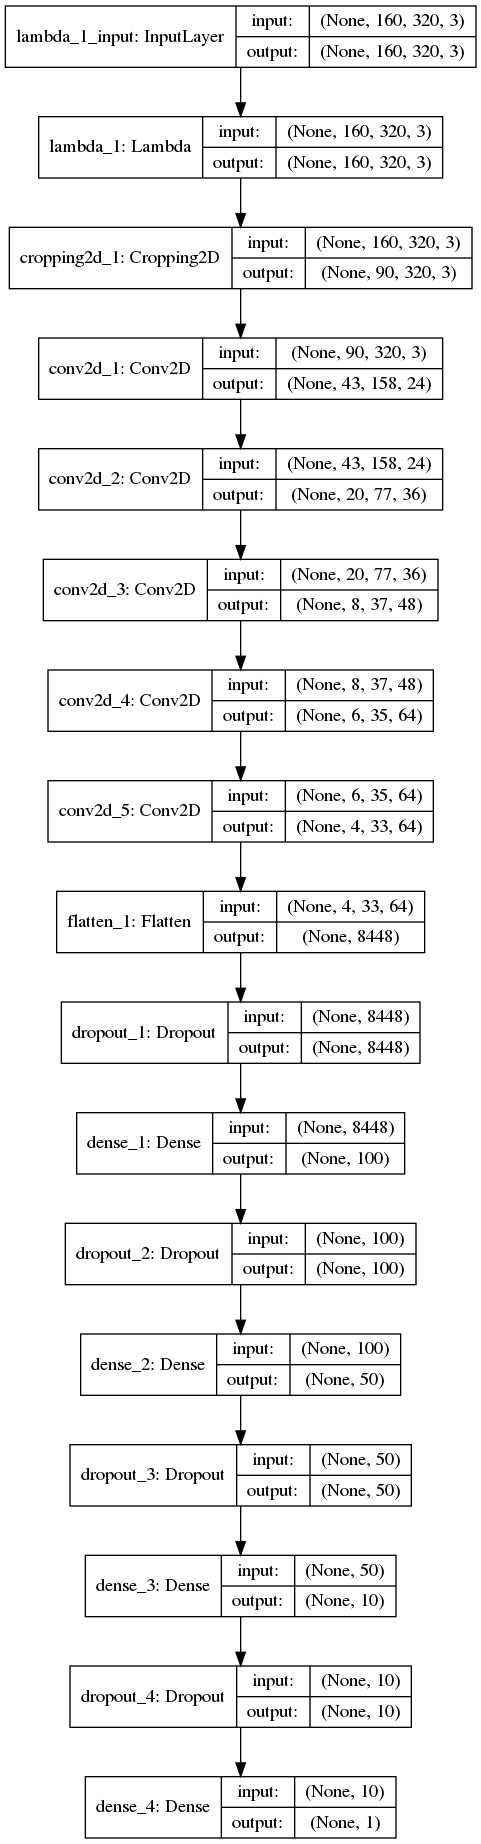 lambda_1_input: InputLayer
input: (None, 160, 320, 3)
output: (None, 160, 320, 3)
lambda_1: Lambda
input: (None, 160, 320, 3)
output: (None, 160, 320, 3)
cropping2d_1: Cropping2D
input: (None, 160, 320, 3)
output: (None, 90, 320, 3)
conv2d_1: Conv2D
input: (None, 90, 320, 3)
output: (None, 43, 158, 24)
conv2d_2: Conv2D
input: (None, 43, 158, 24)
output: (None, 20, 77, 36)
conv2d_3: Conv2D
input: (None, 20, 77, 36)
output: (None, 8, 37, 48)
conv2d_4: Conv2D
input: (None, 8, 37, 48)
output: (None, 6, 35, 64)
conv2d_5: Conv2D
input: (None, 6, 35, 64)
output: (None, 4, 33, 64)
flatten_1: Flatten
input: (None, 4, 33, 64)
output: (None, 8448)
dropout_1: Dropout
input: (None, 8448)
output: (None, 8448)
dense_1: Dense
input: (None, 8448)
output: (None, 100)
dropout_2: Dropout
input: (None, 100)
output: (None, 100)
dense_2: Dense
input: (None, 100)
output: (None, 50)
dropout_3: Dropout
input: (None, 50)
output: (None, 50)
dense_3: Dense
input: (None, 50)
output: (None, 10)
dropout_4: Dropout
input: (None, 10)
output: (None, 10)
dense_4: Dense
input: (None, 10)
output: (None, 1)